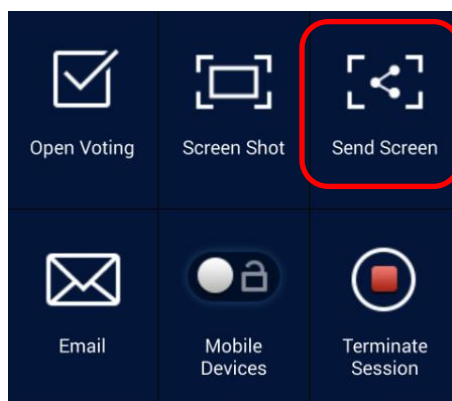 Open Voting
Screen Shot
Send Screen
Email
Mobile
Devices
Terminate
Session